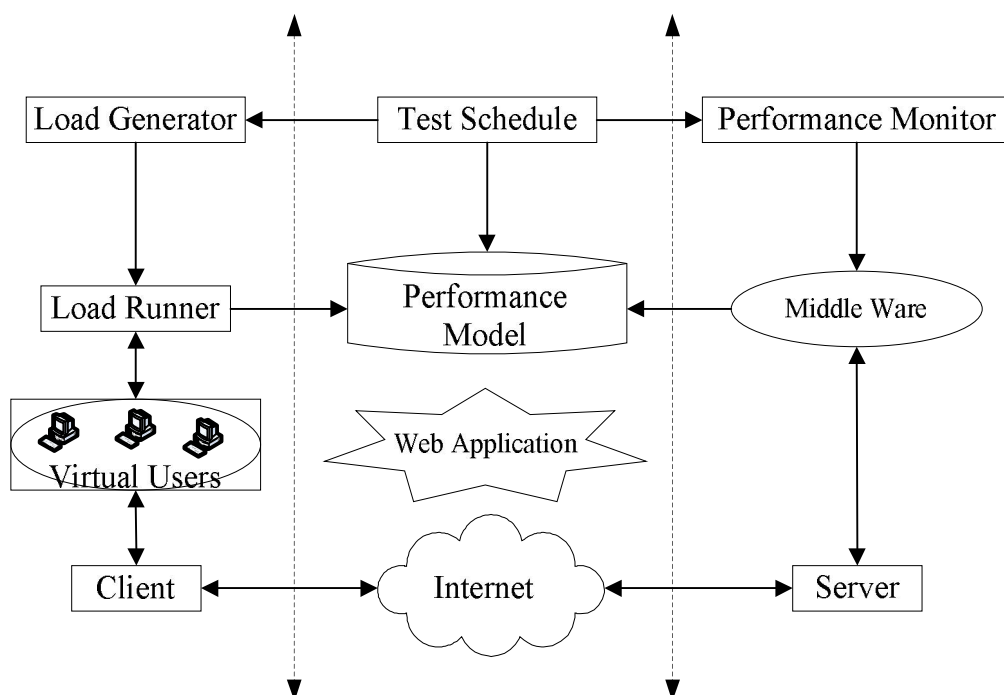 Load Generator
Test Schedule
Performance Monitor
Load Runner
Performance
Model
Middle Ware
Virtual Users
Web Application
Client
Internet
Server